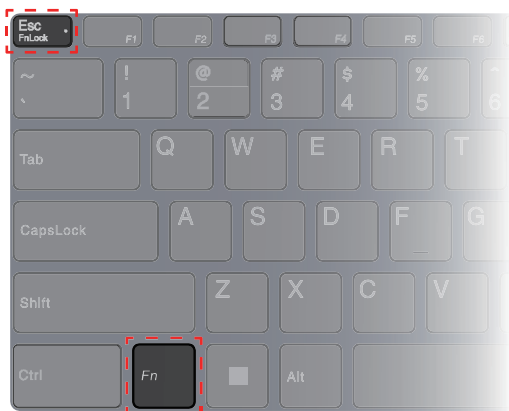 Esc
FnLock
F1 F2 F3 F4 F5 F6
~ ! @ # $ % ^
` 1 2 3 4 5 6
Tab Q W E R T
CapsLock A S D F G
Shift Z X C V
Ctrl Fn Alt